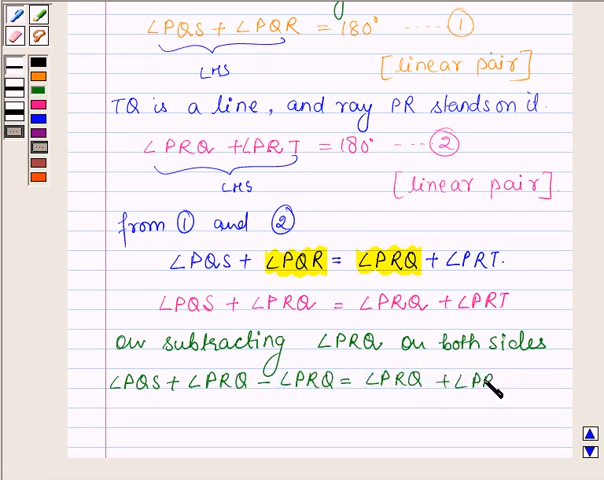 ∠PQS + ∠PQR = 180° ----- ①
LHS
[linear pair]
TQ is a line, and ray PR stands on it.
∠PRQ + ∠PRT = 180° --- ②
LHS
[linear pair].
from ① and ②
∠PQS + ∠PQR = ∠PRQ + ∠PRT.
∠PQS + ∠PRQ = ∠PRQ + ∠PRT
on subtracting ∠PRQ on both sides
∠PQS + ∠PRQ - ∠PRQ = ∠PRQ + ∠PR